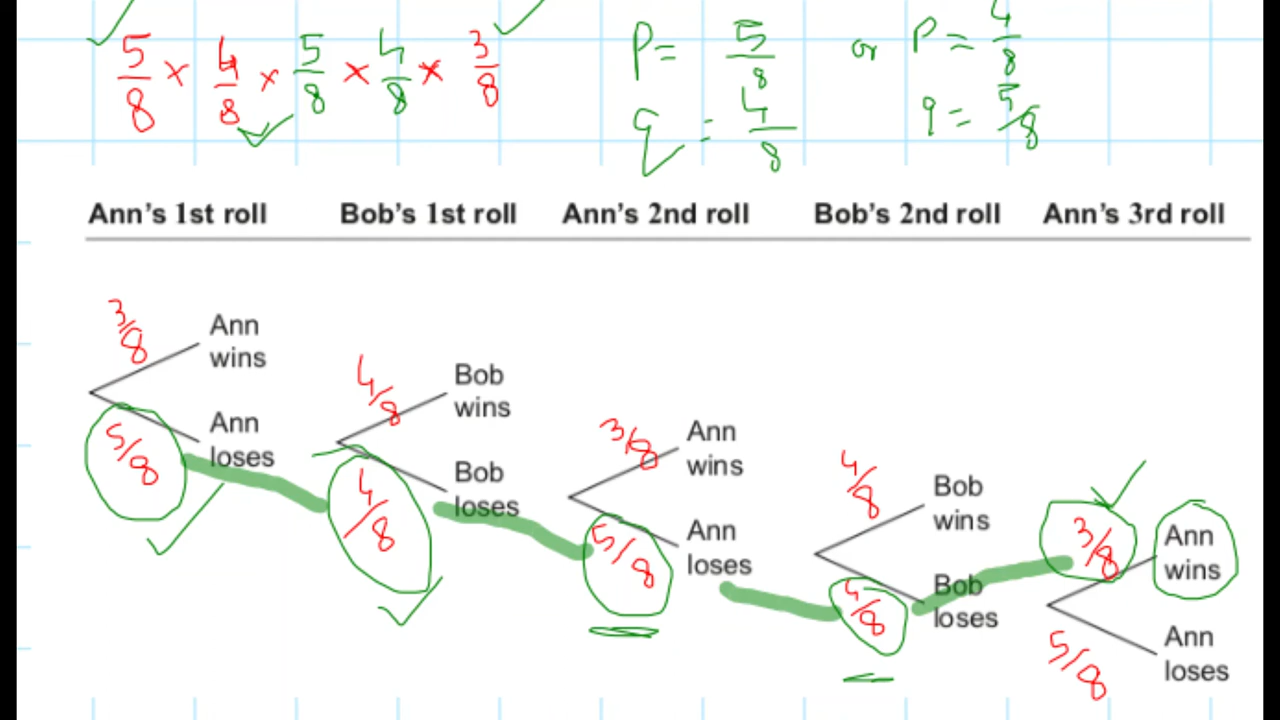 5/8 × 4/8 × 5/8 × 4/8 × 3/8
P = 5/8 or P = 4/8
q = 4/8 q = 5/8
Ann's 1st roll Bob's 1st roll Ann's 2nd roll Bob's 2nd roll Ann's 3rd roll
3/8 Ann wins
5/8 Ann loses
4/8 Bob wins
4/8 Bob loses
3/8 Ann wins
5/8 Ann loses
4/8 Bob wins
4/8 Bob loses
3/8 Ann wins
5/8 Ann loses